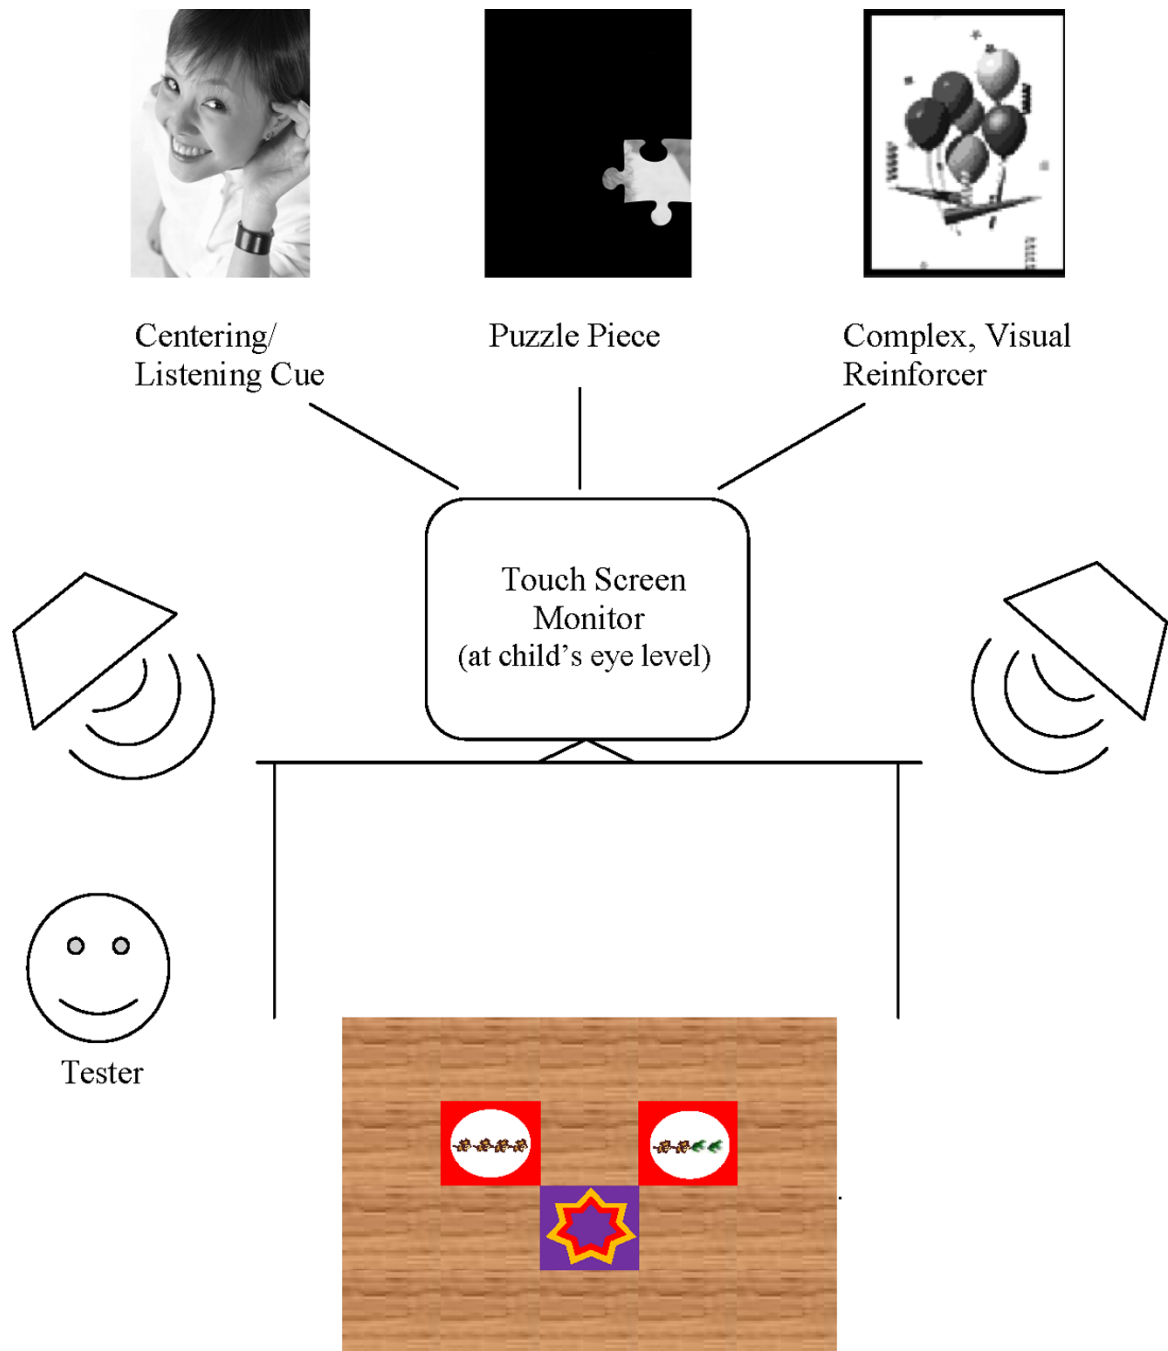 Centering/
Listening Cue
Puzzle Piece
Complex, Visual
Reinforcer
Touch Screen
Monitor
(at child’s eye level)
Tester
.